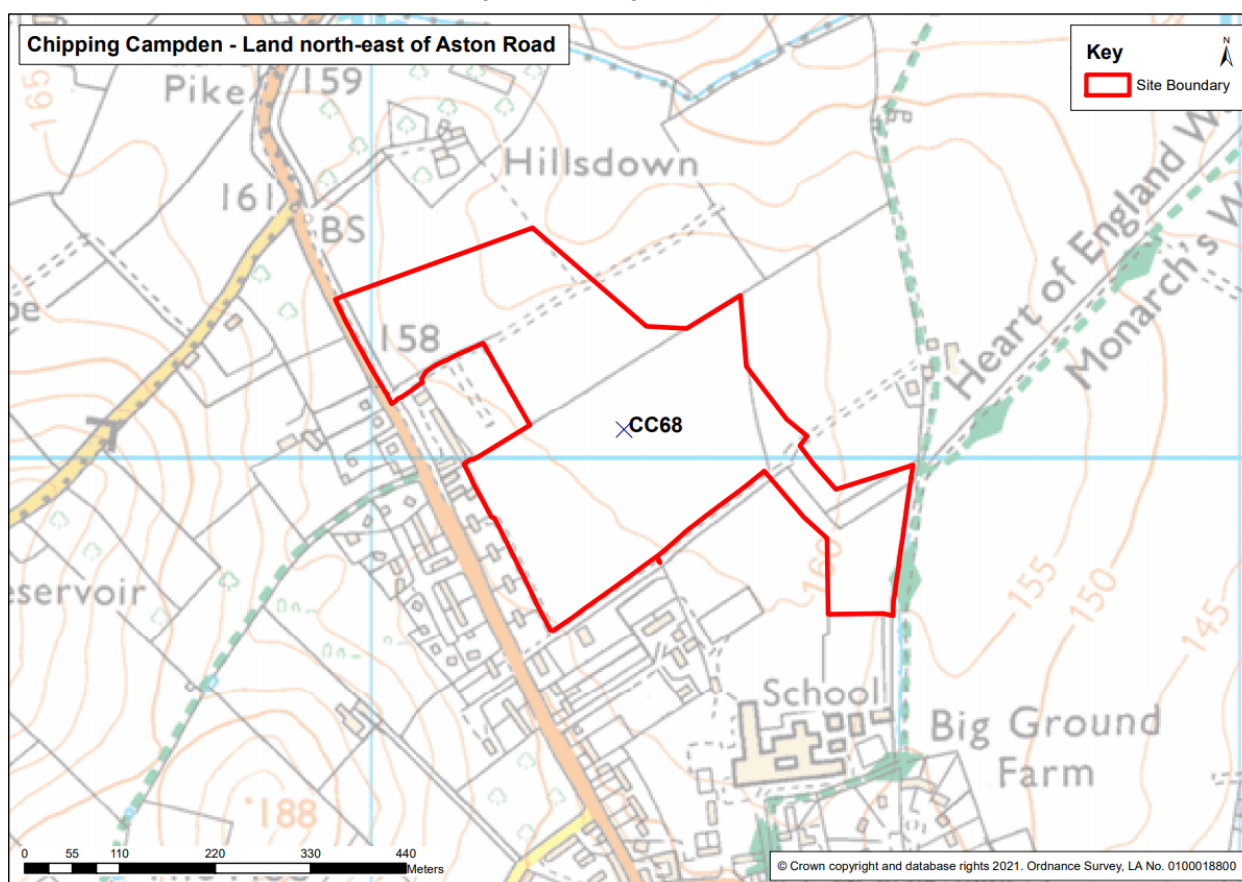 Chipping Campden - Land north-east of Aston Road
Key
N
Site Boundary
165
Pike
159
Hillsdown
161
BS
158
pe
CC68
Heart of England W
Monarch's W
eservoir
160
155
150
145
School
Big Ground
Farm
188
0 55 110 220 330 440
Meters
© Crown copyright and database rights 2021. Ordnance Survey, LA No. 0100018800